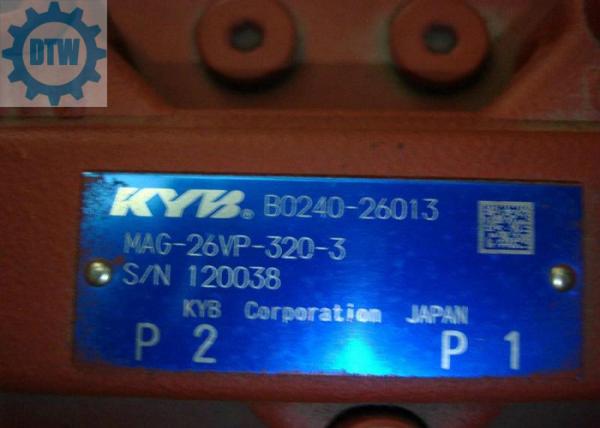 DTW
KYB® B0240-26013
MAG-26VP-320-3
S/N 120038
KYB Corporation JAPAN
P 2 P 1